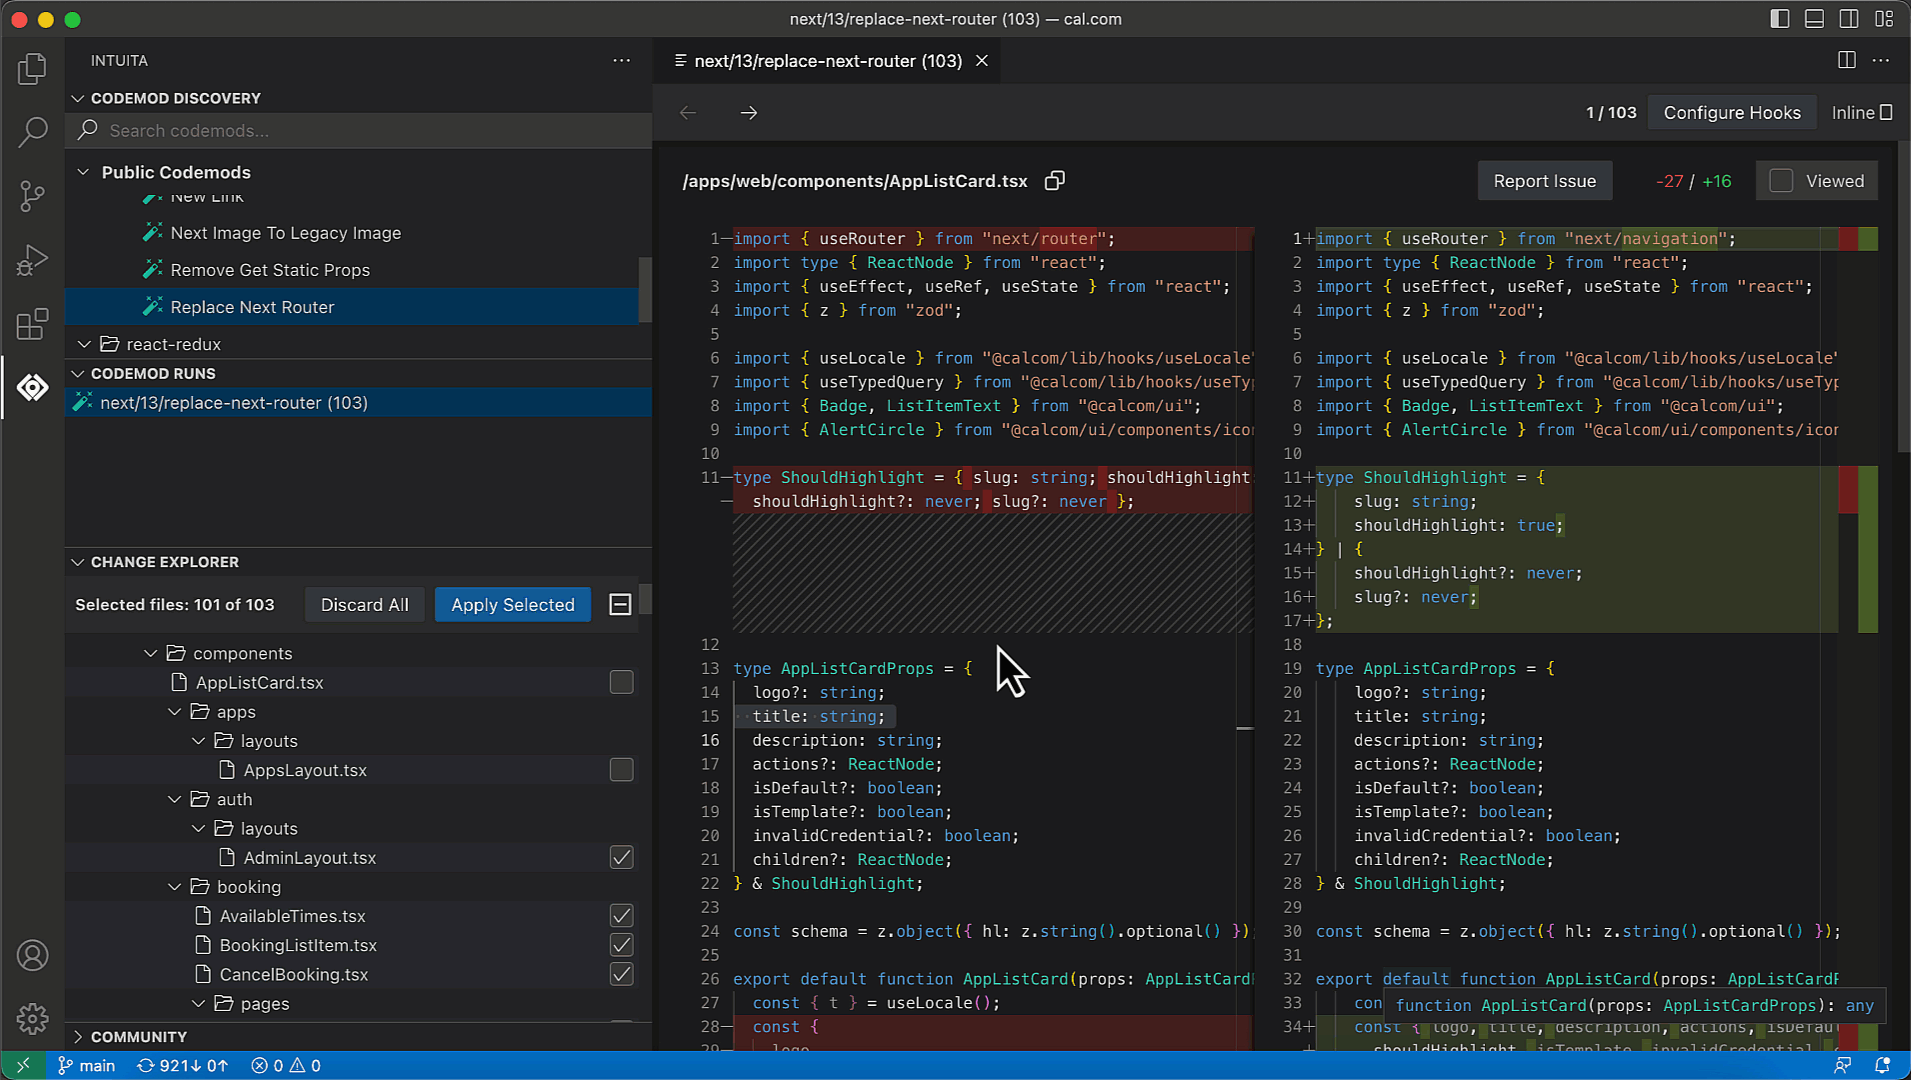 next/13/replace-next-router (103) — cal.com
INTUITA
CODEMOD DISCOVERY
Search codemods...
Public Codemods
New Link
Next Image To Legacy Image
Remove Get Static Props
Replace Next Router
react-redux
CODEMOD RUNS
next/13/replace-next-router (103)
CHANGE EXPLORER
Selected files: 101 of 103
Discard All
Apply Selected
components
AppListCard.tsx
apps
layouts
AppsLayout.tsx
auth
layouts
AdminLayout.tsx
booking
AvailableTimes.tsx
BookingListItem.tsx
CancelBooking.tsx
pages
COMMUNITY
next/13/replace-next-router (103)
1 / 103
Configure Hooks
Inline
/apps/web/components/AppListCard.tsx
Report Issue
-27 / +16
Viewed
1— import { useRouter } from "next/router";
2 import type { ReactNode } from "react";
3 import { useEffect, useRef, useState } from "react";
4 import { z } from "zod";
5
6 import { useLocale } from "@calcom/lib/hooks/useLocale"
7 import { useTypedQuery } from "@calcom/lib/hooks/useTyp
8 import { Badge, ListItemText } from "@calcom/ui";
9 import { AlertCircle } from "@calcom/ui/components/icon
10
11— type ShouldHighlight = { slug: string; shouldHighlight
— shouldHighlight?: never; slug?: never };
12
13 type AppListCardProps = {
14 logo?: string;
15 title: string;
16 description: string;
17 actions?: ReactNode;
18 isDefault?: boolean;
19 isTemplate?: boolean;
20 invalidCredential?: boolean;
21 children?: ReactNode;
22 } & ShouldHighlight;
23
24 const schema = z.object({ hl: z.string().optional() });
25
26 export default function AppListCard(props: AppListCard
27 const { t } = useLocale();
28— const {
29— logo
1+ import { useRouter } from "next/navigation";
2 import type { ReactNode } from "react";
3 import { useEffect, useRef, useState } from "react";
4 import { z } from "zod";
5
6 import { useLocale } from "@calcom/lib/hooks/useLocale"
7 import { useTypedQuery } from "@calcom/lib/hooks/useTyp
8 import { Badge, ListItemText } from "@calcom/ui";
9 import { AlertCircle } from "@calcom/ui/components/icon
10
11+ type ShouldHighlight = {
12+ slug: string;
13+ shouldHighlight: true;
14+ } | {
15+ shouldHighlight?: never;
16+ slug?: never;
17+ };
18
19 type AppListCardProps = {
20 logo?: string;
21 title: string;
22 description: string;
23 actions?: ReactNode;
24 isDefault?: boolean;
25 isTemplate?: boolean;
26 invalidCredential?: boolean;
27 children?: ReactNode;
28 } & ShouldHighlight;
29
30 const schema = z.object({ hl: z.string().optional() });
31
32 export default function AppListCard(props: AppListCardP
33 con
function AppListCard(props: AppListCardProps): any
34+ const { logo, title, description, actions, isDefau
shouldHighlight, isTemplate, invalidCredential,
main 921↓ 0↑ 0 0